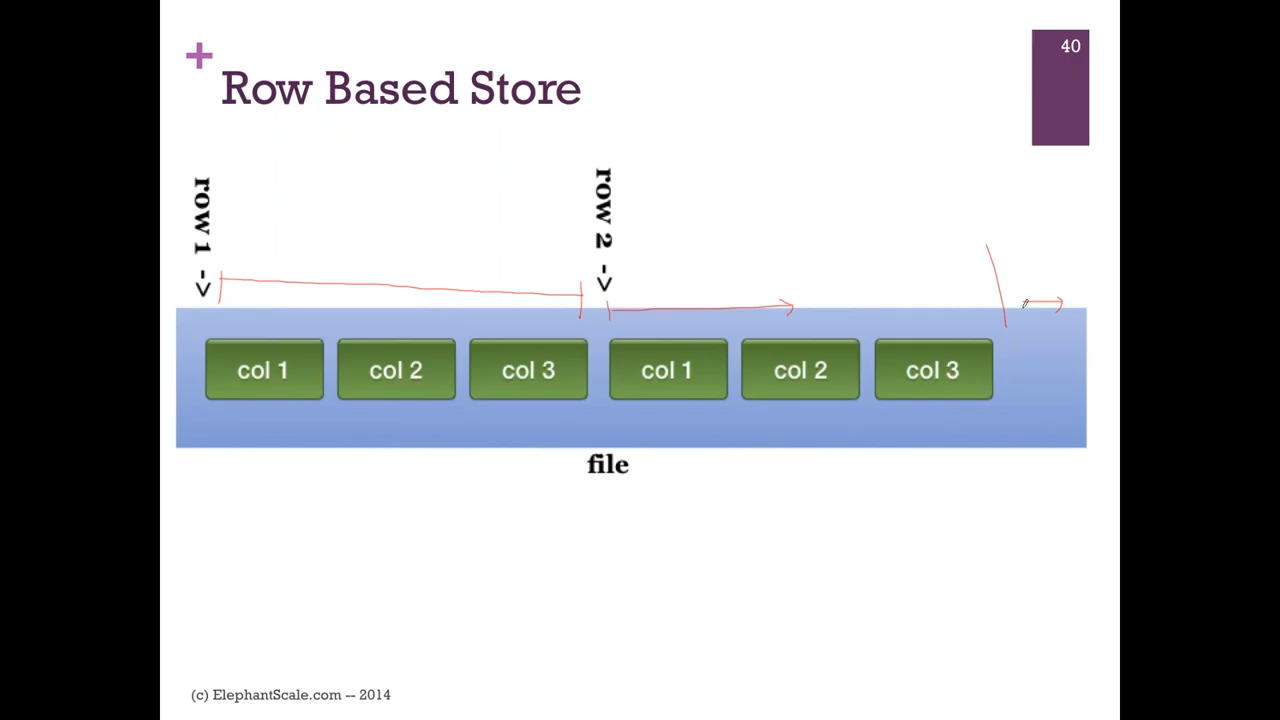 40
+
Row Based Store
row 1 ->
row 2 ->
col 1 col 2 col 3 col 1 col 2 col 3
file
(c) ElephantScale.com -- 2014